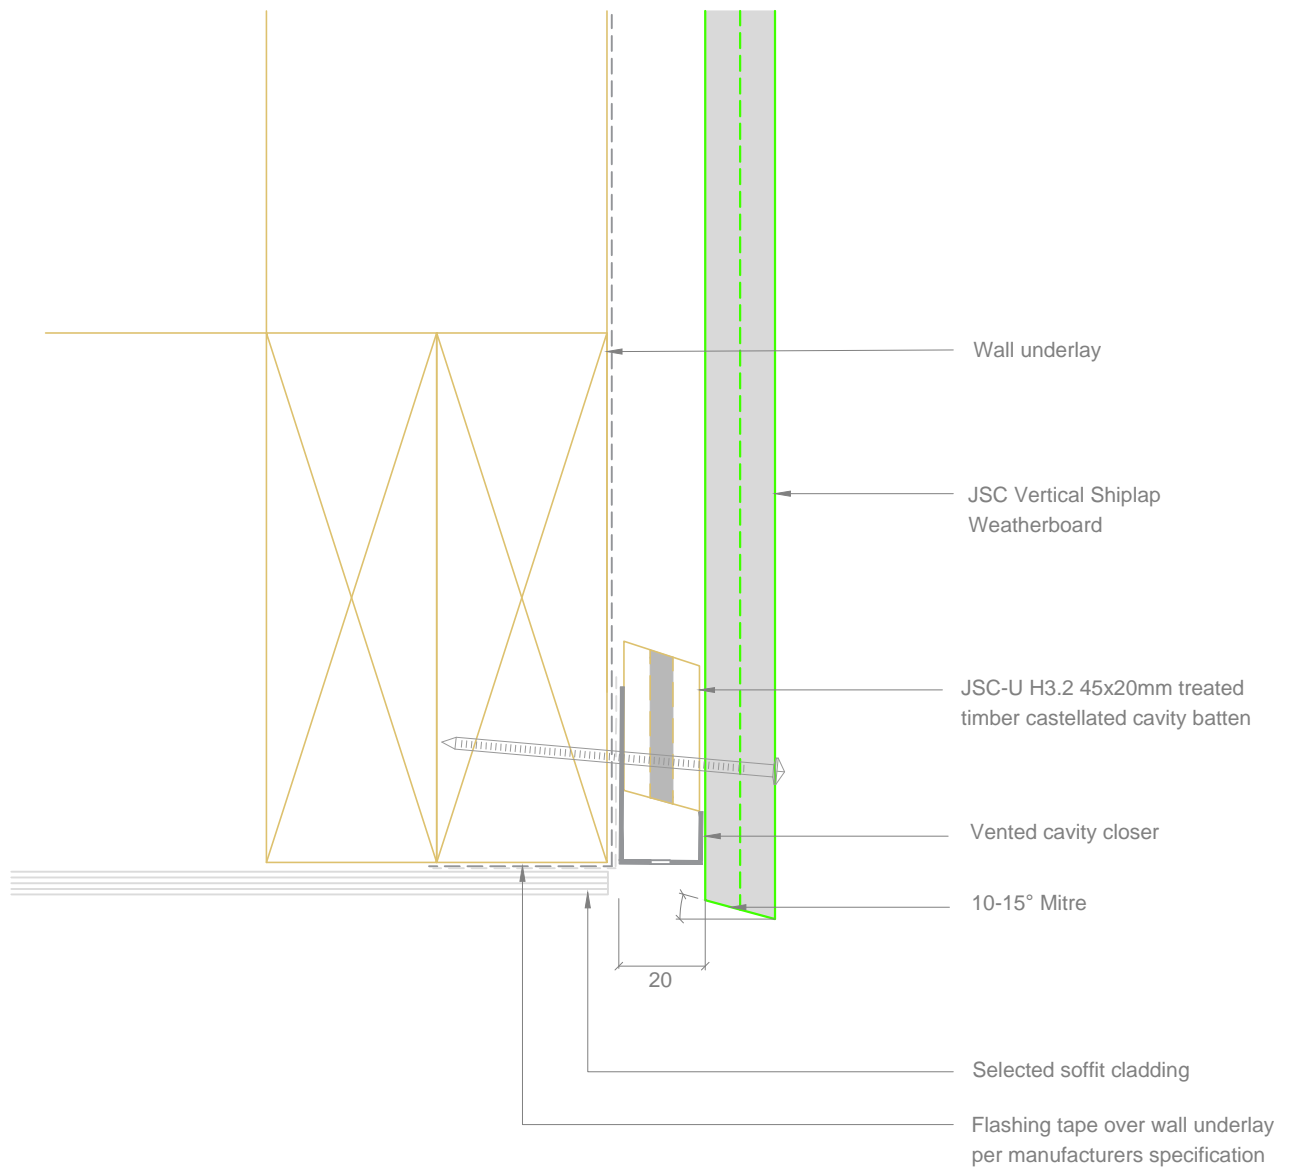 Wall underlay
JSC Vertical Shiplap
Weatherboard
JSC-U H3.2 45x20mm treated
timber castellated cavity batten
Vented cavity closer
10-15° Mitre
20
Selected soffit cladding
Flashing tape over wall underlay
per manufacturers specification